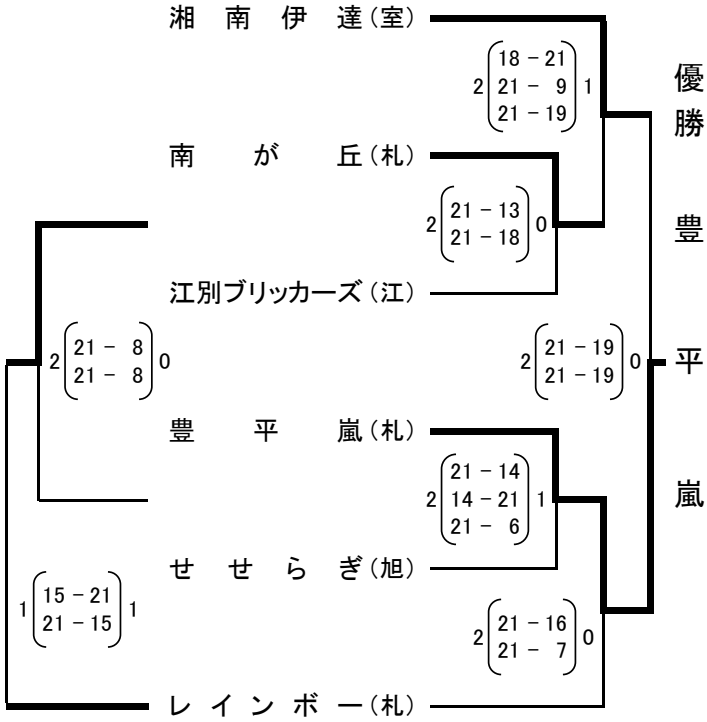 湘南伊達(室)
2 18 - 21 1
21 - 9
21 - 19
南が丘(札)
2 21 - 13 0
21 - 18
江別ブリッカーズ(江)
2 21 - 8 0
21 - 8
2 21 - 19 0
21 - 19
豊平嵐(札)
2 21 - 14 1
14 - 21
21 - 6
せせらぎ(旭)
1 15 - 21 1
21 - 15
2 21 - 16 0
21 - 7
レインボー(札)
優勝 豊平嵐